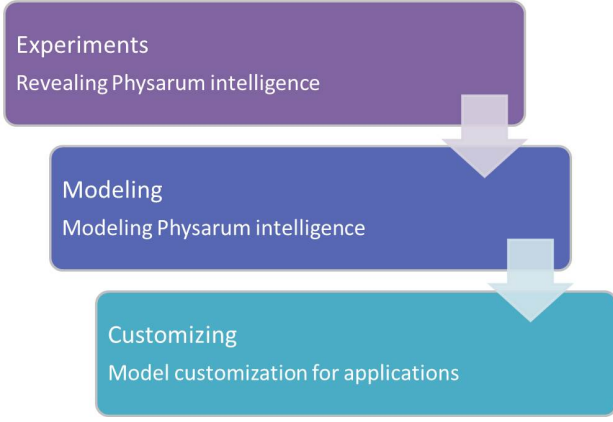 Experiments
Revealing Physarum intelligence
Modeling
Modeling Physarum intelligence
Customizing
Model customization for applications